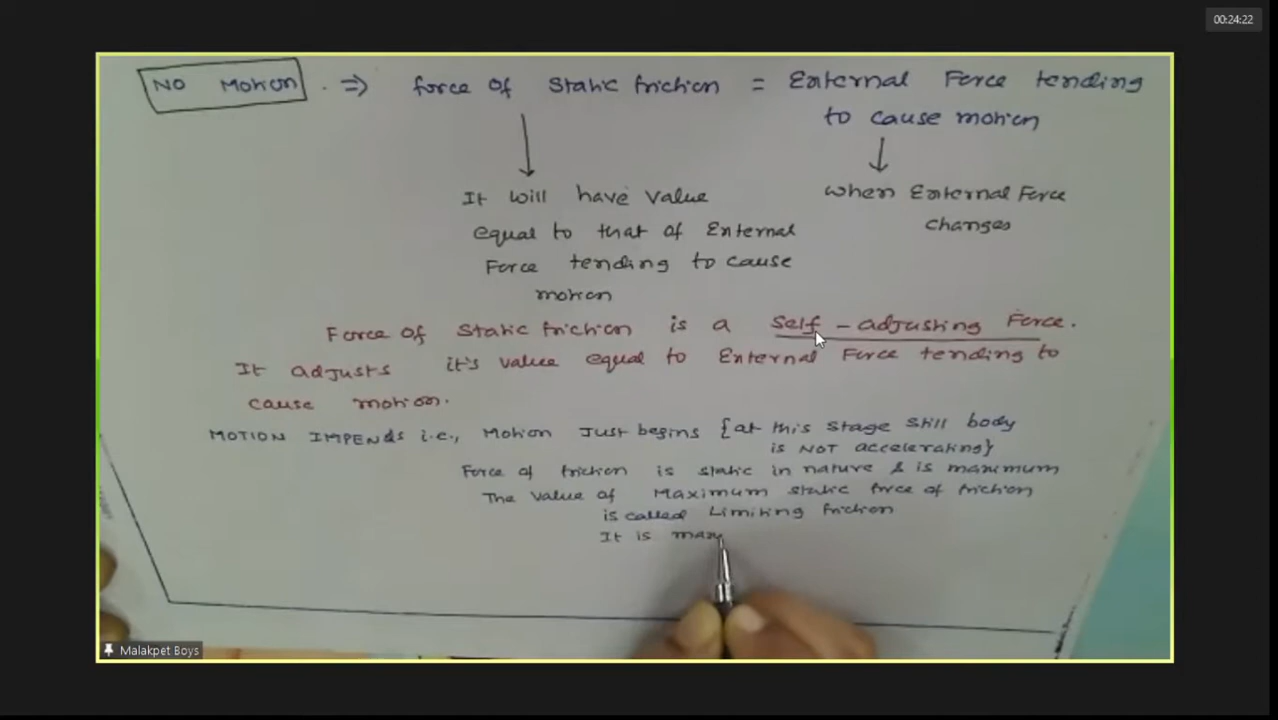 00:24:22
NO Motion. => force of Static friction = External Force tending
to cause motion
It will have value
equal to that of External
Force tending to cause
motion
when External Force
changes
Force of Static friction is a Self-adjusting Force.
It adjusts it's value equal to External Force tending to
cause motion.
MOTION IMPENDS i.e., Motion Just begins {at this stage still body
is NOT accelerating}
Force of friction is static in nature & is maximum
The value of Maximum static force of friction
is called Limiting friction
It is max
Malakpet Boys